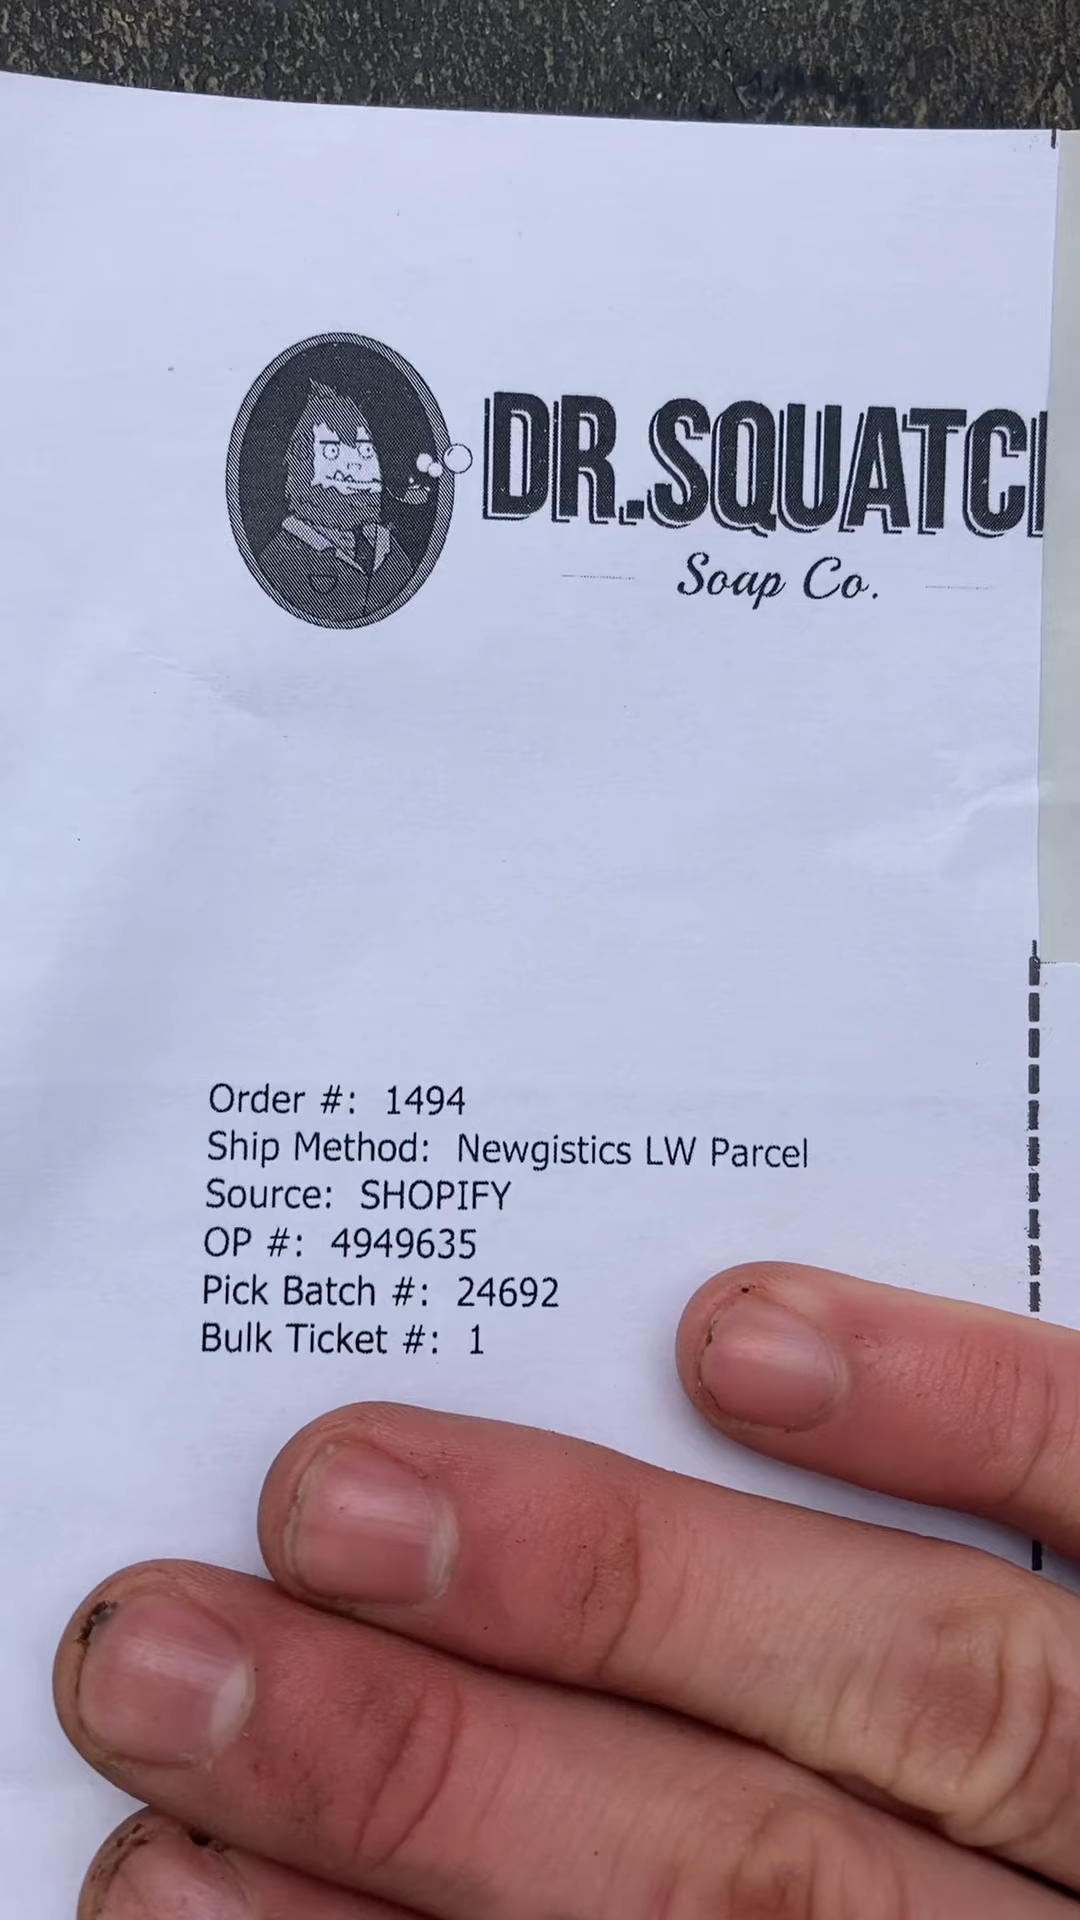 DR.SQUATC
Soap Co.
Order #: 1494
Ship Method: Newgistics LW Parcel
Source: SHOPIFY
OP #: 4949635
Pick Batch #: 24692
Bulk Ticket #: 1